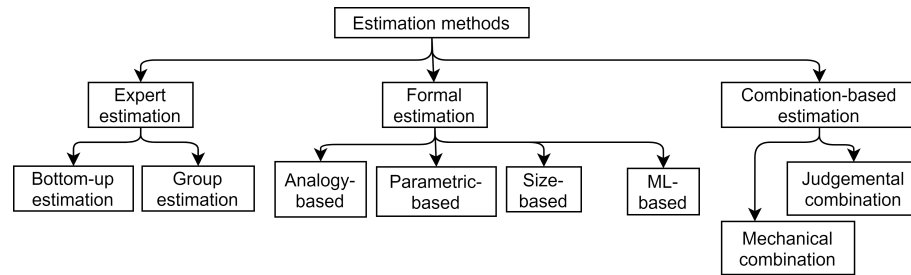 Estimation methods
Expert
estimation
Formal
estimation
Combination-based
estimation
Bottom-up
estimation
Group
estimation
Analogy-
based
Parametric-
based
Size-
based
ML-
based
Judgemental
combination
Mechanical
combination